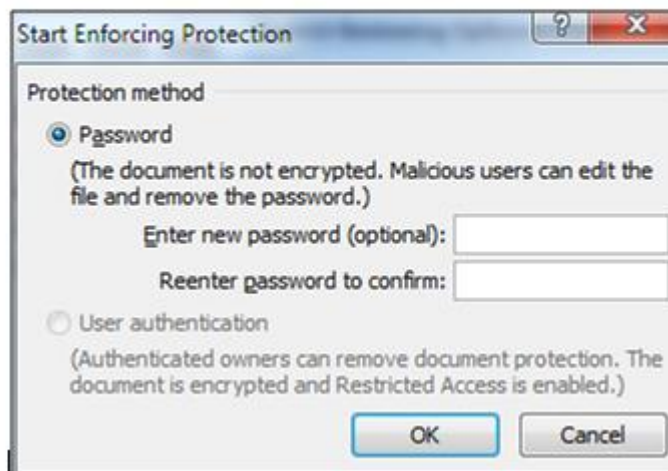 Start Enforcing Protection
Protection method
Password
(The document is not encrypted. Malicious users can edit the
file and remove the password.)
Enter new password (optional):
Reenter password to confirm:
User authentication
(Authenticated owners can remove document protection. The
document is encrypted and Restricted Access is enabled.)
OK Cancel